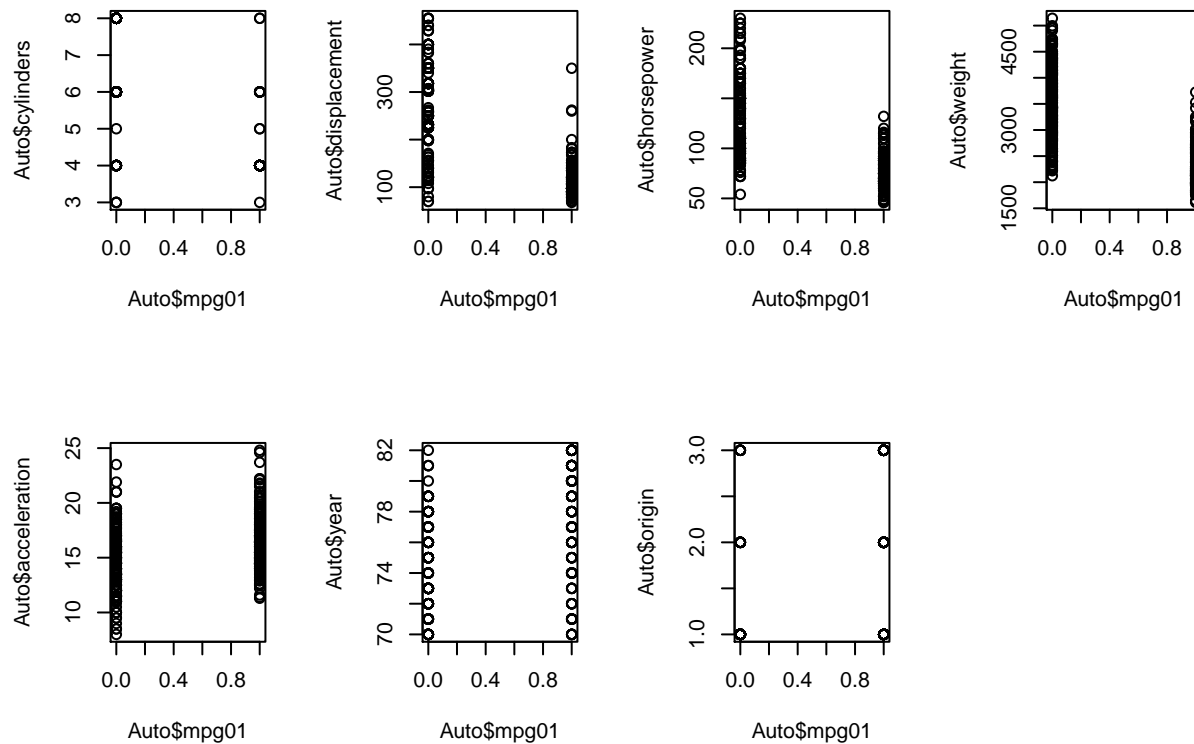 Auto$cylinders
8
7
6
5
4
3
0.0 0.4 0.8
Auto$mpg01
Auto$displacement
300
100
0.0 0.4 0.8
Auto$mpg01
Auto$horsepower
200
100
50
0.0 0.4 0.8
Auto$mpg01
Auto$weight
4500
3000
1500
0.0 0.4 0.8
Auto$mpg01
Auto$acceleration
25
20
15
10
0.0 0.4 0.8
Auto$mpg01
Auto$year
82
78
74
70
0.0 0.4 0.8
Auto$mpg01
Auto$origin
3.0
2.0
1.0
0.0 0.4 0.8
Auto$mpg01